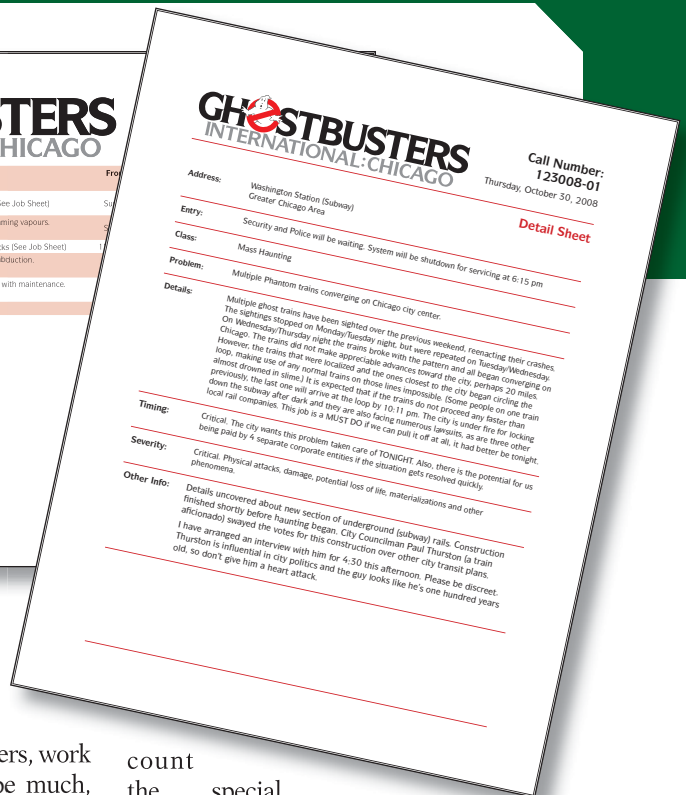 STERS
HICAGO
Fro
See Job Sheet)
Su
ming vapours.
S
cks (See Job Sheet)
1
bduction.
with maintenance.
GHOSTBUSTERS
INTERNATIONAL:CHICAGO
Call Number:
123008-01
Thursday, October 30, 2008
Detail Sheet
Address:
Washington Station (Subway)
Greater Chicago Area
Entry:
Security and Police will be waiting. System will be shutdown for servicing at 6:15 pm
Class:
Mass Haunting
Problem:
Multiple Phantom trains converging on Chicago city center.
Details:
Multiple ghost trains have been sighted over the previous weekend, reenacting their crashes.
The sightings stopped on Monday/Tuesday night, but were repeated on Tuesday/Wednesday.
On Wednesday/Thursday night the trains broke with the pattern and all began converging on
Chicago. The trains did not make appreciable advances toward the city, perhaps 20 miles.
However, the trains that were localized and the ones closest to the city began circling the
loop, making use of any normal trains on those lines impossible. (Some people on one train
almost drowned in slime.) It is expected that if the trains do not proceed any faster than
previously, the last one will arrive at the loop by 10:11 pm. The city is under fire for locking
down the subway after dark and they are also facing numerous lawsuits, as are three other
local rail companies. This job is a MUST DO if we can pull it off at all, it had better be tonight.
Timing:
Critical. The city wants this problem taken care of TONIGHT. Also, there is the potential for us
being paid by 4 separate corporate entities if the situation gets resolved quickly.
Severity:
Critical. Physical attacks, damage, potential loss of life, materializations and other
phenomena.
Other Info:
Details uncovered about new section of underground (subway) rails. Construction
finished shortly before haunting began. City Councilman Paul Thurston (a train
aficionado) swayed the votes for this construction over other city transit plans.
I have arranged an interview with him for 4:30 this afternoon. Please be discreet.
Thurston is influential in city politics and the guy looks like he's one hundred years
old, so don't give him a heart attack.
ers, work
be much,
count
the special